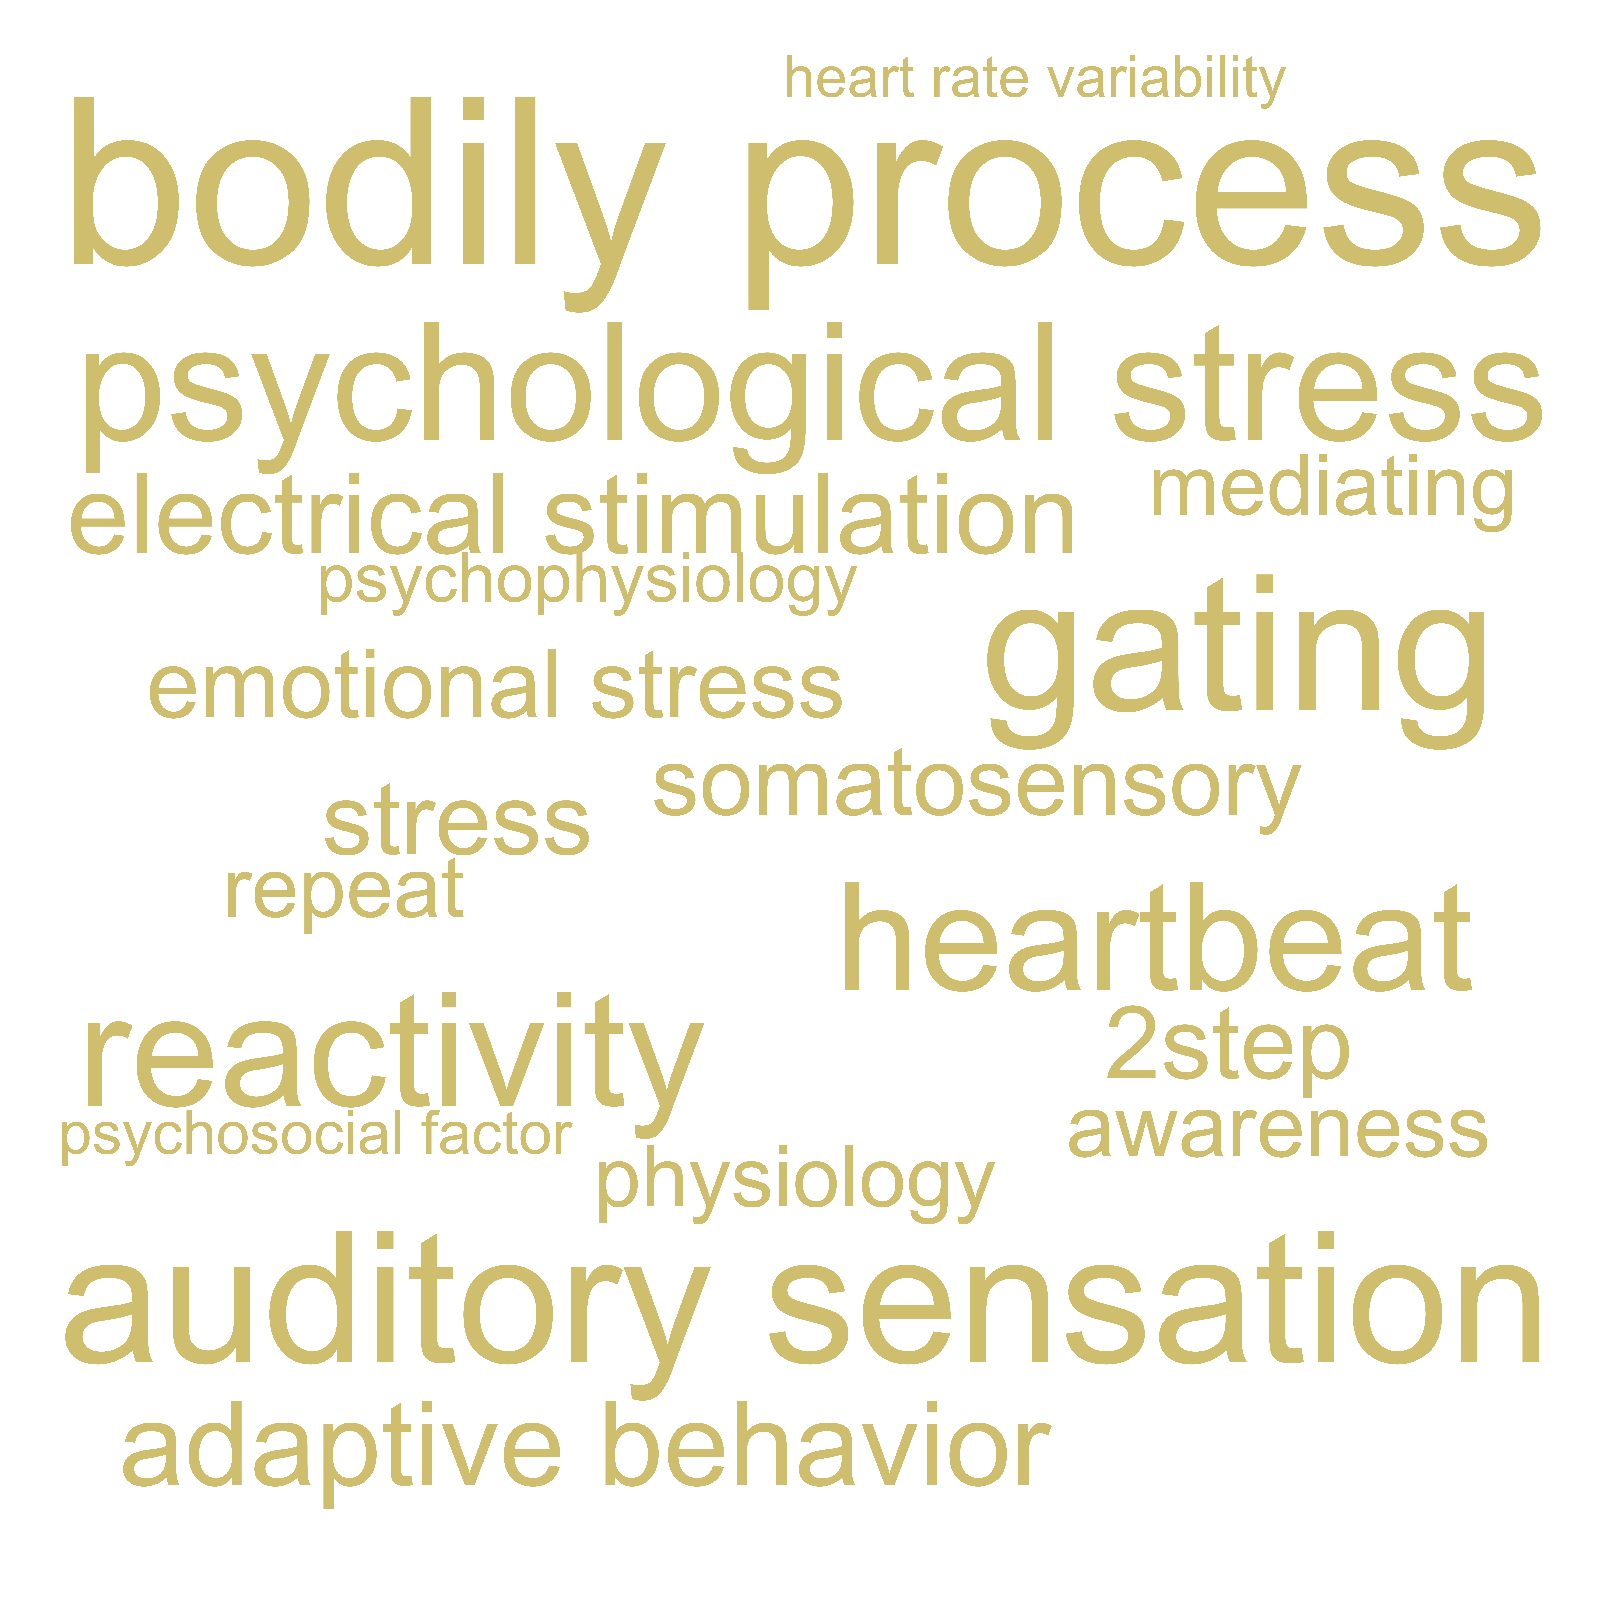 heart rate variability
bodily process
psychological stress
electrical stimulation
mediating
psychophysiology
gating
emotional stress
somatosensory
stress
repeat
heartbeat
reactivity
2step
psychosocial factor
awareness
physiology
auditory sensation
adaptive behavior